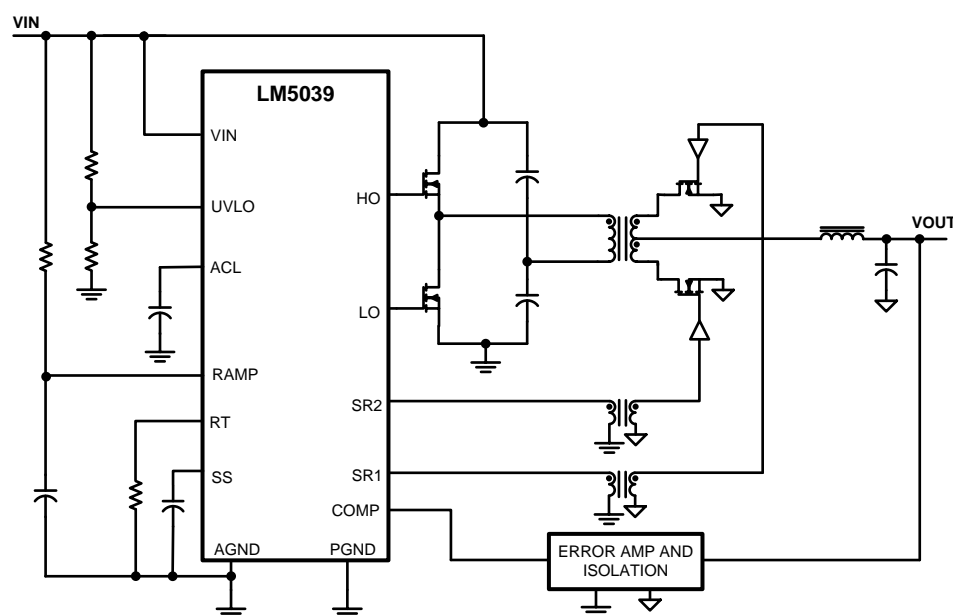 VIN
LM5039
VIN
UVLO
ACL
RAMP
RT
SS
AGND
PGND
HO
LO
SR2
SR1
COMP
VOUT
ERROR AMP AND
ISOLATION